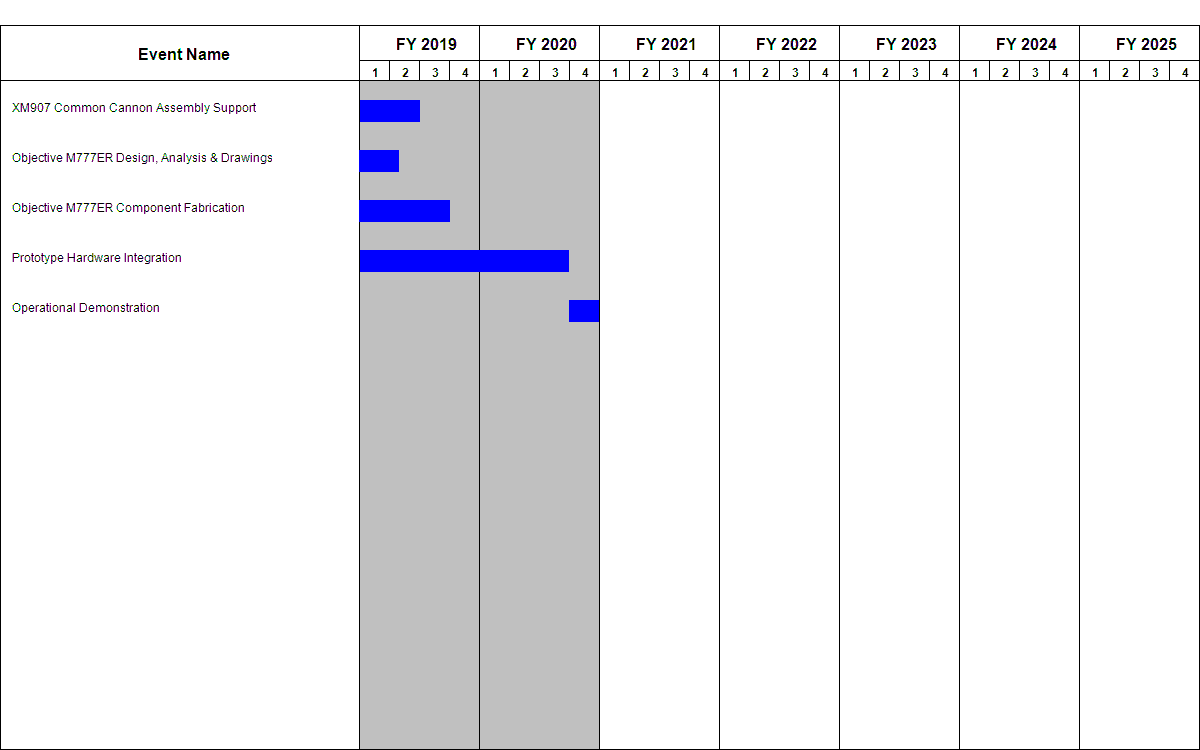 Event Name
FY 2019 FY 2020 FY 2021 FY 2022 FY 2023 FY 2024 FY 2025
1 2 3 4 1 2 3 4 1 2 3 4 1 2 3 4 1 2 3 4 1 2 3 4 1 2 3 4
XM907 Common Cannon Assembly Support
Objective M777ER Design, Analysis & Drawings
Objective M777ER Component Fabrication
Prototype Hardware Integration
Operational Demonstration